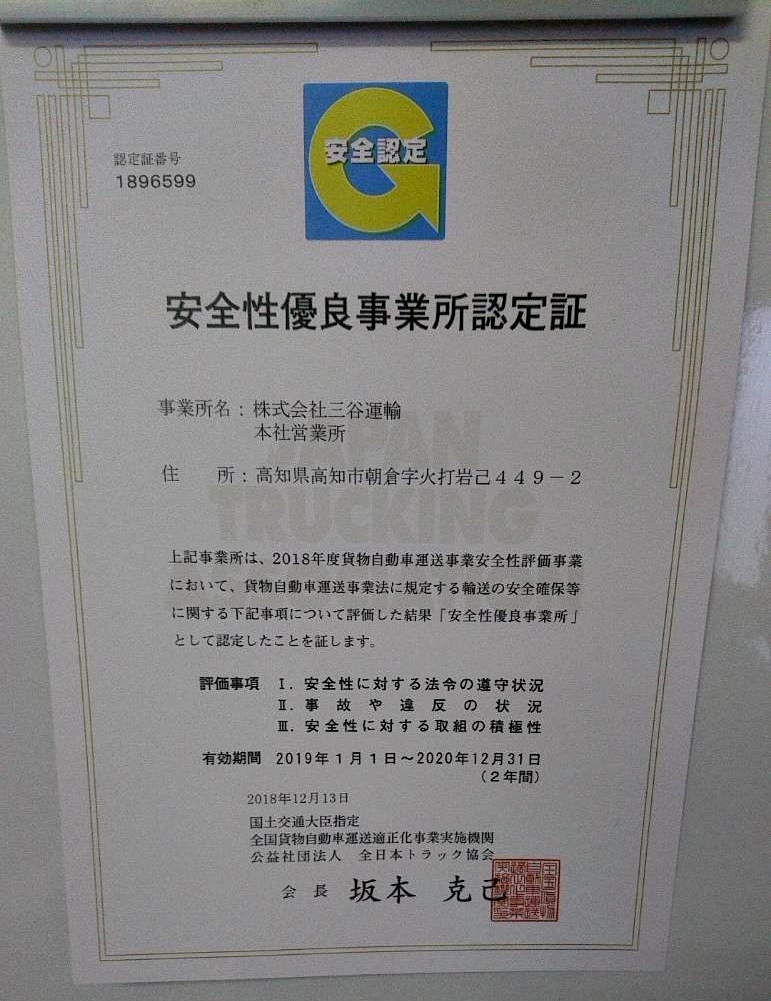 認定証番号
1896599
安全認定
安全性優良事業所認定証
事業所名：株式会社三谷運輸
本社営業所
住　所：高知県高知市朝倉字火打岩己４４９－２
JAPAN
TRUCKING
上記事業所は、2018年度貨物自動車運送事業安全性評価事業
において、貨物自動車運送事業法に規定する輸送の安全確保等
に関する下記事項について評価した結果「安全性優良事業所」
として認定したことを証します。
評価事項　Ⅰ．安全性に対する法令の遵守状況
Ⅱ．事故や違反の状況
Ⅲ．安全性に対する取組の積極性
有効期間　2019年１月１日～2020年12月31日
（２年間）
2018年12月13日
国土交通大臣指定
全国貨物自動車運送適正化事業実施機関
公益社団法人　全日本トラック協会
会長　坂本　克己